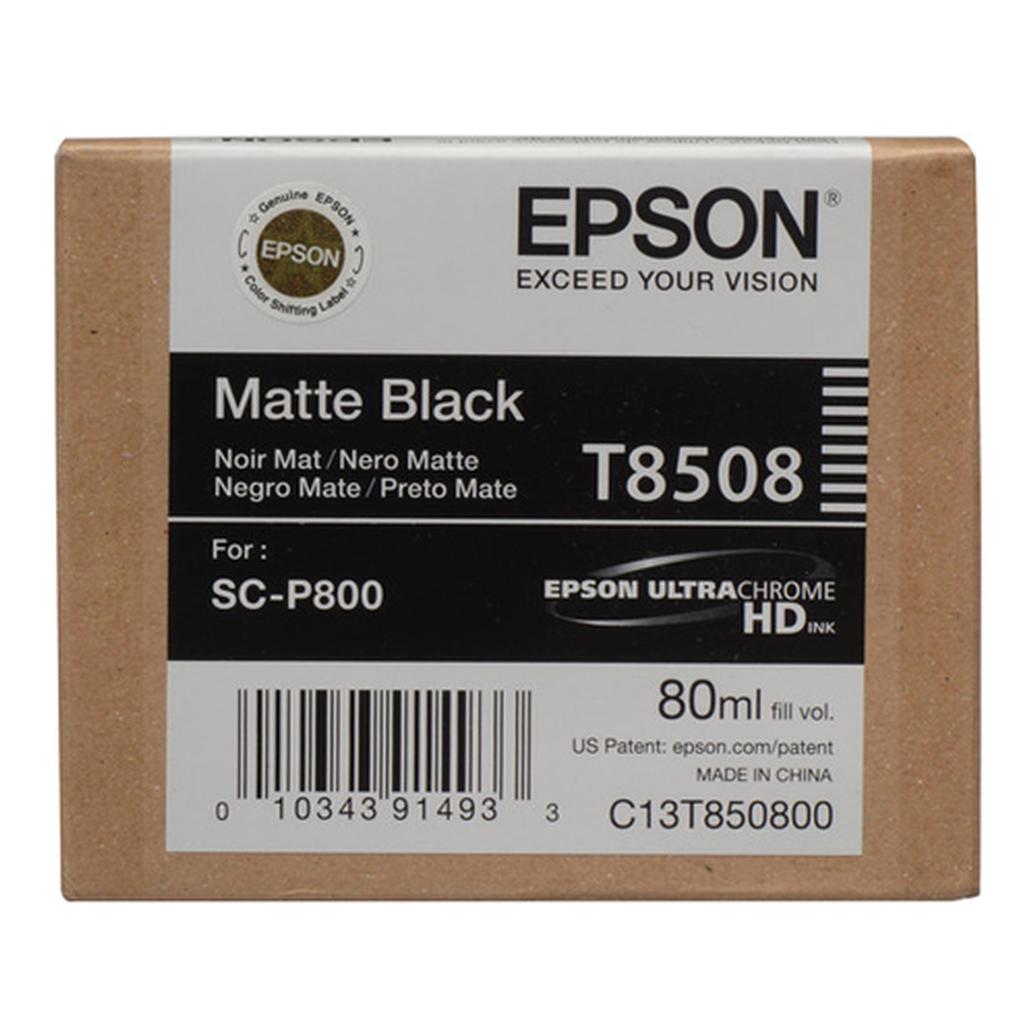 Genuine EPSON
EPSON
Color Shifting Label
EPSON®
EXCEED YOUR VISION
Matte Black
Noir Mat/Nero Matte
Negro Mate/Preto Mate
T8508
For :
SC-P800
EPSON ULTRACHROME
HD INK
80ml fill vol.
US Patent: epson.com/patent
MADE IN CHINA
0 10343 91493 3
C13T850800